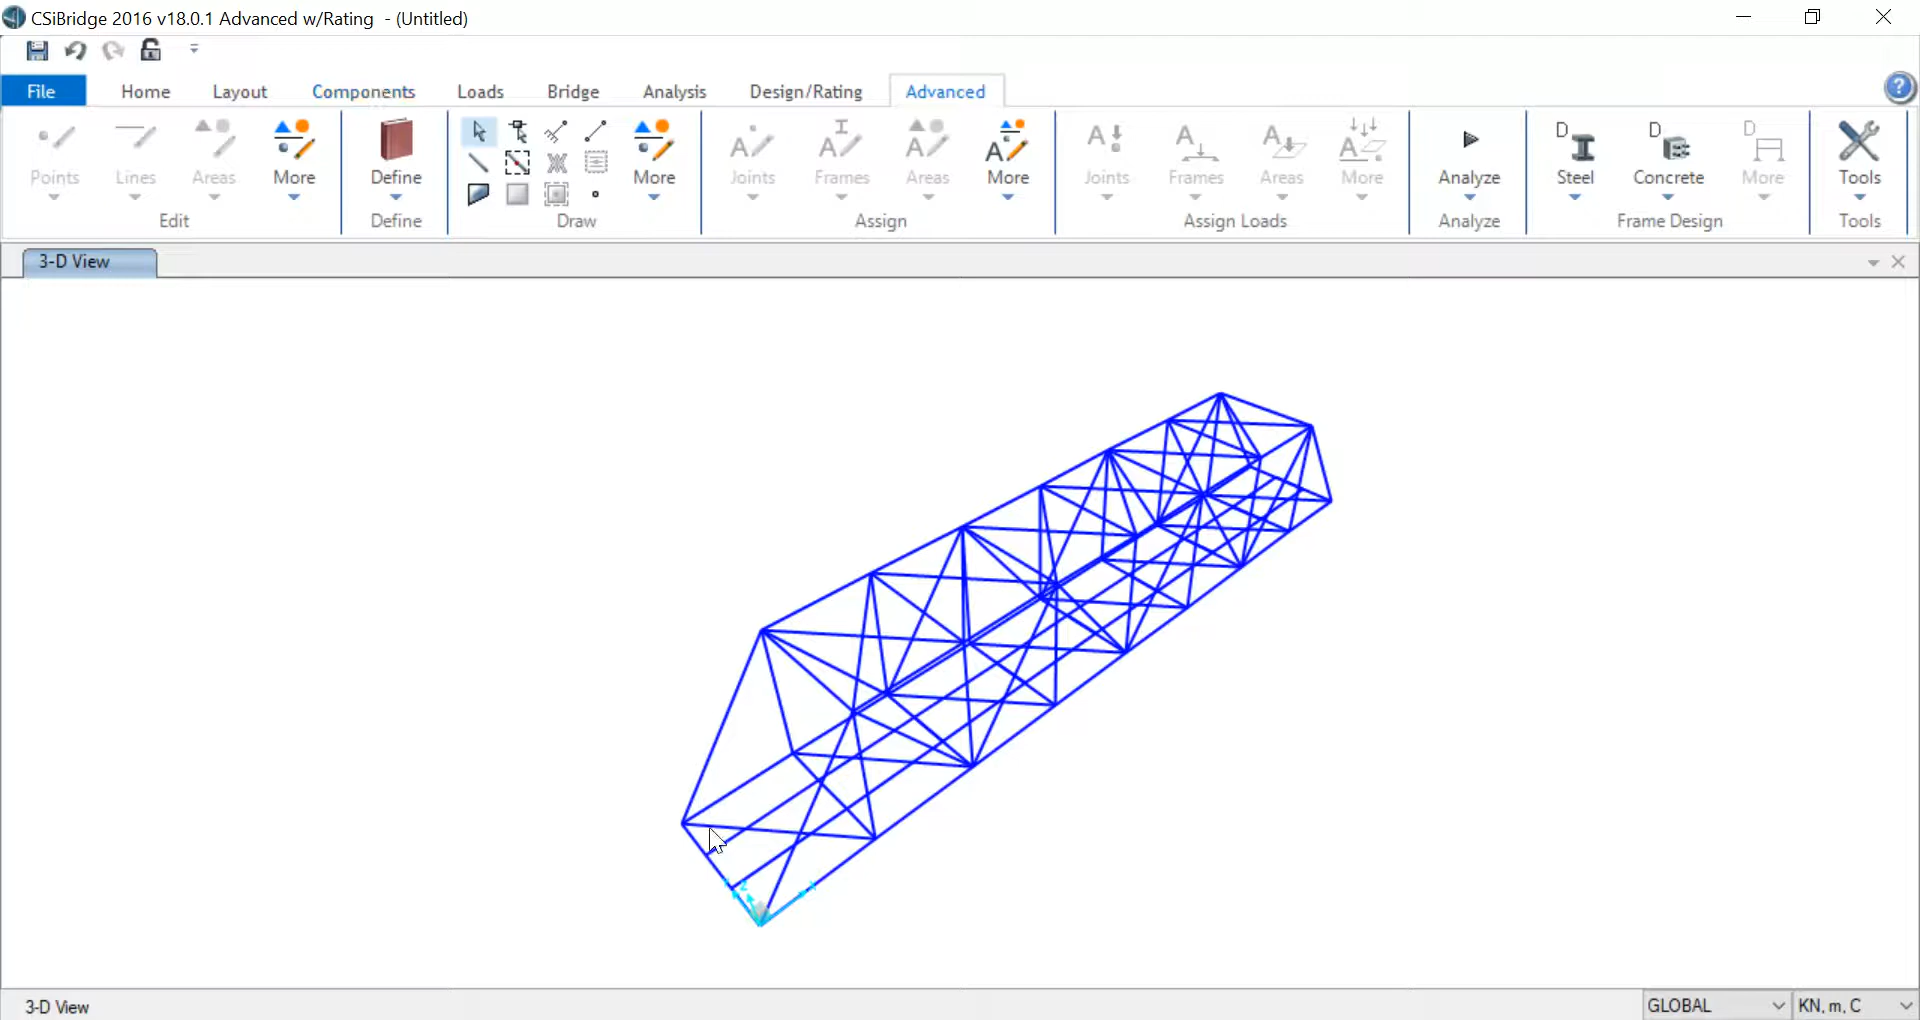 CSiBridge 2016 v18.0.1 Advanced w/Rating - (Untitled)
File Home Layout Components Loads Bridge Analysis Design/Rating Advanced ?
Points Lines Areas More
Edit
Define
Define
More
Draw
Joints Frames Areas More
Assign
Joints Frames Areas More
Assign Loads
Analyze
Analyze
Steel Concrete More
Frame Design
Tools
Tools
3-D View
Z
3-D View
GLOBAL
KN, m, C